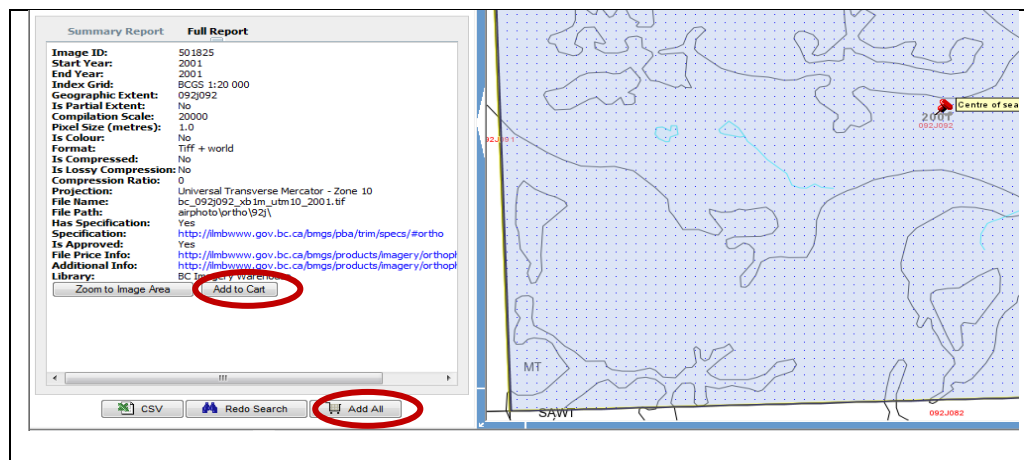 Summary Report Full Report
Image ID: 501825
Start Year: 2001
End Year: 2001
Index Grid: BCGS 1:20 000
Geographic Extent: 092j092
Is Partial Extent: No
Compilation Scale: 20000
Pixel Size (metres): 1.0
Is Colour: No
Format: Tiff + world
Is Compressed: No
Is Lossy Compression: No
Compression Ratio: 0
Projection: Universal Transverse Mercator - Zone 10
File Name: bc_092j092_xb1m_utm10_2001.tif
File Path: airphoto\ortho\92j\
Has Specification: Yes
Specification: http://ilmbwww.gov.bc.ca/bmgs/pba/trim/specs/#ortho
Is Approved: Yes
File Price Info: http://ilmbwww.gov.bc.ca/bmgs/products/imagery/orthoph
Additional Info: http://ilmbwww.gov.bc.ca/bmgs/products/imagery/orthoph
Library: BC Imagery Warehouse
Zoom to Image Area Add to Cart
CSV Redo Search Add All
Centre of sea
2001
092J092
MT
SAWT
092J082